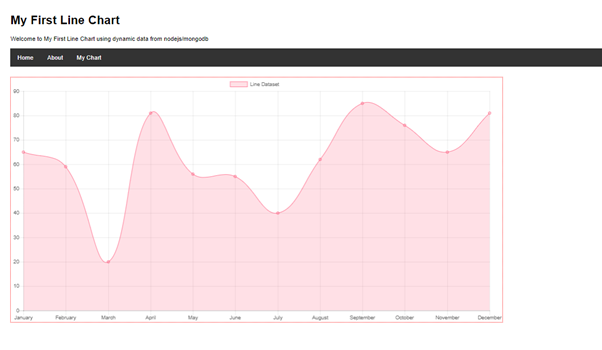 My First Line Chart
Welcome to My First Line Chart using dynamic data from nodejs/mongodb
Home About My Chart
Line Dataset
90
80
70
60
50
40
30
20
10
0
January February March April May June July August September October November December